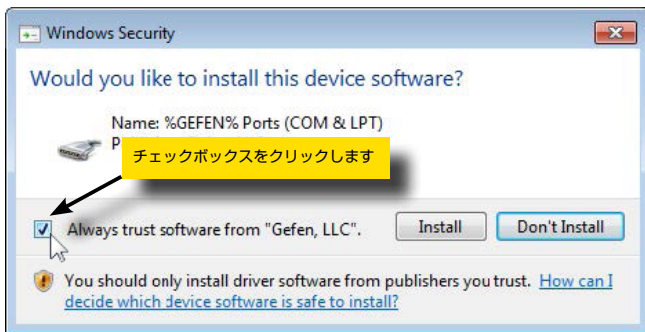 Windows Security
Would you like to install this device software?
Name: %GEFEN% Ports (COM & LPT)
チェックボックスをクリックします
Always trust software from "Gefen, LLC".
Install
Don't Install
You should only install driver software from publishers you trust. How can I
decide which device software is safe to install?